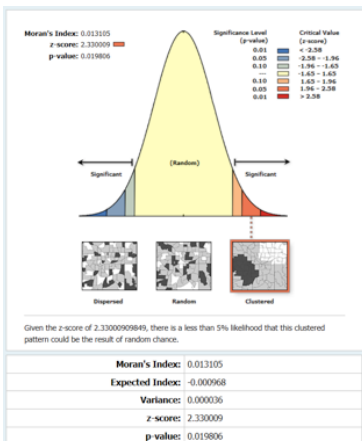 Moran's Index: 0.013105
z-score: 2.330009
p-value: 0.019806
Significance Level
(p-value)
Critical Value
(z-score)
0.01 < -2.58
0.05 -2.58 - -1.96
0.10 -1.96 - -1.65
--- -1.65 - 1.65
0.10 1.65 - 1.96
0.05 1.96 - 2.58
0.01 > 2.58
(Random)
Significant Significant
Dispersed Random Clustered
Given the z-score of 2.33000909849, there is a less than 5% likelihood that this clustered
pattern could be the result of random chance.
Moran's Index: 0.013105
Expected Index: -0.000968
Variance: 0.000036
z-score: 2.330009
p-value: 0.019806